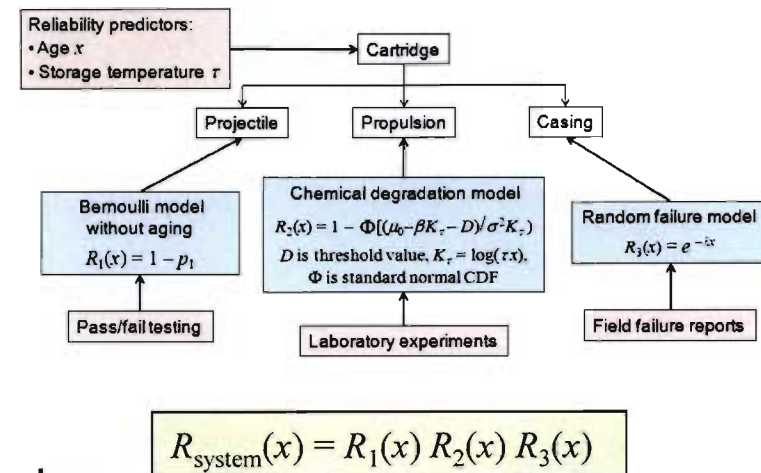 Reliability predictors:
• Age x
• Storage temperature τ
Cartridge
Projectile
Propulsion
Casing
Bernoulli model
without aging
R₁(x) = 1 – p₁
Chemical degradation model
R₂(x) = 1 – Φ[(μ₀–βK_τ – D)/σ²K_τ)
D is threshold value, K_τ = log(τx),
Φ is standard normal CDF
Random failure model
R₃(x) = e^{–λx}
Pass/fail testing
Laboratory experiments
Field failure reports
R_system(x) = R₁(x) R₂(x) R₃(x)